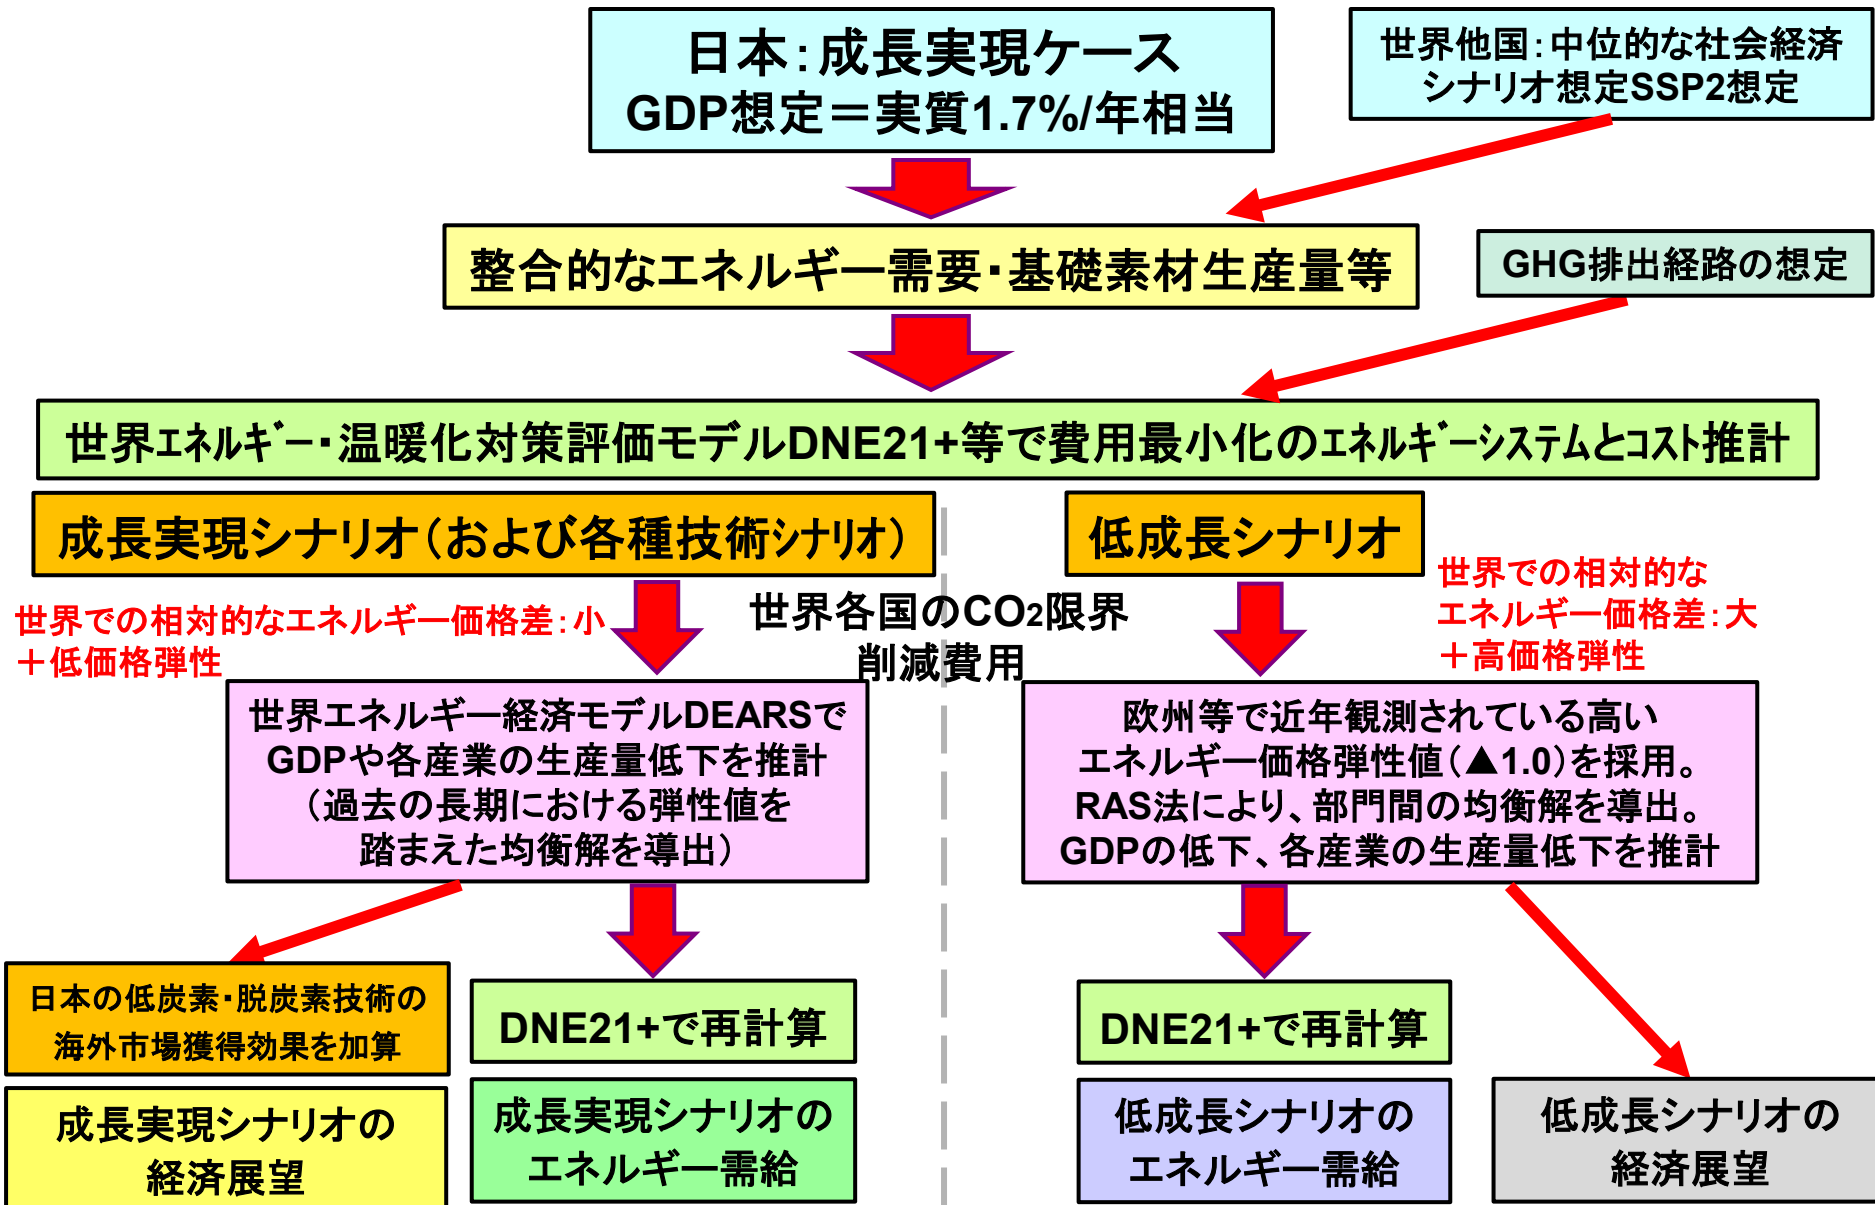 日本：成長実現ケース
GDP想定＝実質1.7%/年相当
世界他国：中位的な社会経済
シナリオ想定SSP2想定
整合的なエネルギー需要・基礎素材生産量等
GHG排出経路の想定
世界ｴﾈﾙｷﾞｰ・温暖化対策評価モデルDNE21+等で費用最小化のｴﾈﾙｷﾞｰｼｽﾃﾑとｺｽﾄ推計
成長実現シナリオ（および各種技術ｼﾅﾘｵ）
低成長シナリオ
世界での相対的なエネルギー価格差：小
＋低価格弾性
世界各国のCO₂限界
削減費用
世界での相対的な
エネルギー価格差：大
＋高価格弾性
世界エネルギー経済モデルDEARSで
GDPや各産業の生産量低下を推計
（過去の長期における弾性値を
踏まえた均衡解を導出）
欧州等で近年観測されている高い
エネルギー価格弾性値（▲1.0）を採用。
RAS法により、部門間の均衡解を導出。
GDPの低下、各産業の生産量低下を推計
日本の低炭素・脱炭素技術の
海外市場獲得効果を加算
DNE21+で再計算
DNE21+で再計算
成長実現シナリオの
経済展望
成長実現シナリオの
エネルギー需給
低成長シナリオの
エネルギー需給
低成長シナリオの
経済展望